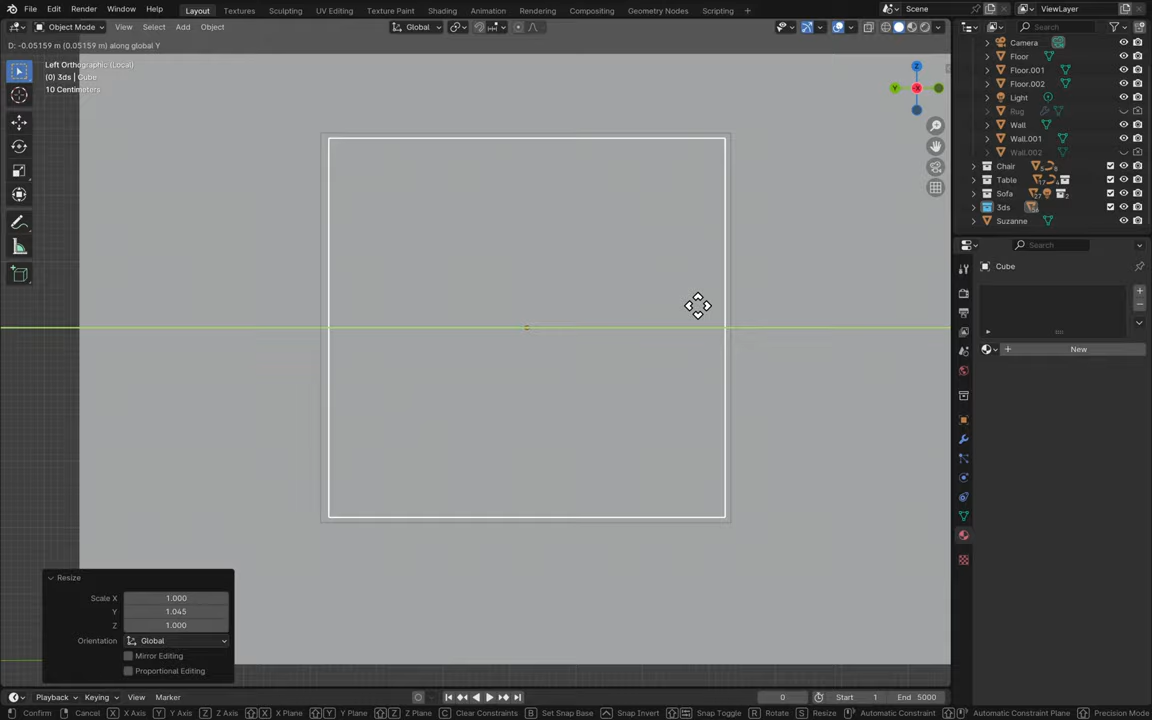 File Edit Render Window Help Layout Textures Sculpting UV Editing Texture Paint Shading Animation Rendering Compositing Geometry Nodes Scripting Scene ViewLayer
Object Mode View Select Add Object Global Search
D: -0.05159 m (0.05159 m) along global Y
Left Orthographic (Local)
(0) 3ds | Cube
10 Centimeters
Z
Y
-X
Camera
Floor
Floor.001
Floor.002
Light
Rug
Wall
Wall.001
Wall.002
Chair
Table
Sofa
3ds
Suzanne
Search
Cube
New
Resize
Scale X 1.000
Y 1.045
Z 1.000
Orientation Global
Mirror Editing
Proportional Editing
Playback Keying View Marker 0 Start 1 End 5000
Confirm Cancel X X Axis Y Y Axis Z Z Axis X X Plane Y Y Plane Z Z Plane C Clear Constraints B Set Snap Base Snap Invert Snap Toggle R Rotate S Resize Automatic Constraint Automatic Constraint Plane Precision Mode